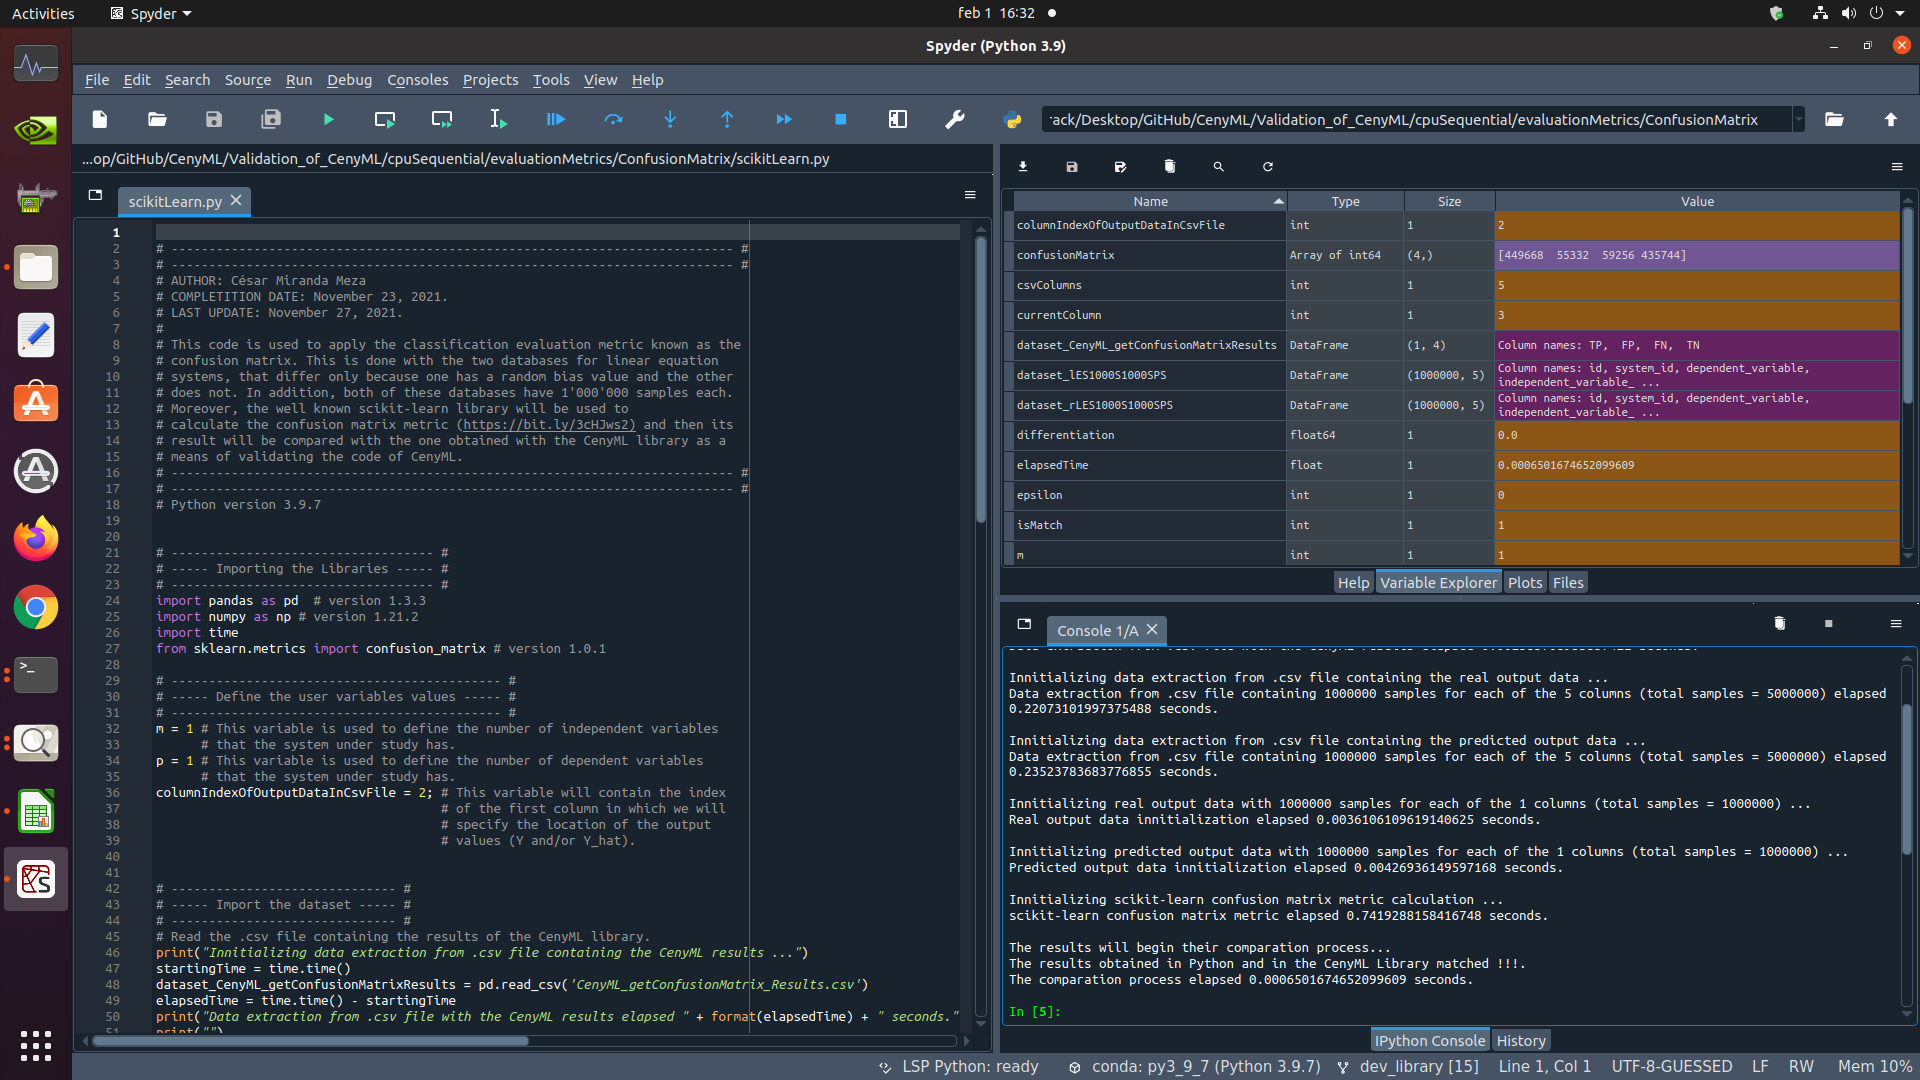 Activities
Spyder
feb 1 16:32
Spyder (Python 3.9)
File Edit Search Source Run Debug Consoles Projects Tools View Help
rack/Desktop/GitHub/CenyML/Validation_of_CenyML/cpuSequential/evaluationMetrics/ConfusionMatrix
...op/GitHub/CenyML/Validation_of_CenyML/cpuSequential/evaluationMetrics/ConfusionMatrix/scikitLearn.py
scikitLearn.py
1
2 # --------------------------------------------------------------------------- #
3 # --------------------------------------------------------------------------- #
4 # AUTHOR: César Miranda Meza
5 # COMPLETITION DATE: November 23, 2021.
6 # LAST UPDATE: November 27, 2021.
7 #
8 # This code is used to apply the classification evaluation metric known as the
9 # confusion matrix. This is done with the two databases for linear equation
10 # systems, that differ only because one has a random bias value and the other
11 # does not. In addition, both of these databases have 1'000'000 samples each.
12 # Moreover, the well known scikit-learn library will be used to
13 # calculate the confusion matrix metric (https://bit.ly/3cHJws2) and then its
14 # result will be compared with the one obtained with the CenyML library as a
15 # means of validating the code of CenyML.
16 # --------------------------------------------------------------------------- #
17 # --------------------------------------------------------------------------- #
18 # Python version 3.9.7
19
20
21 # ----------------------------------- #
22 # ----- Importing the Libraries ----- #
23 # ----------------------------------- #
24 import pandas as pd  # version 1.3.3
25 import numpy as np # version 1.21.2
26 import time
27 from sklearn.metrics import confusion_matrix # version 1.0.1
28
29 # -------------------------------------------- #
30 # ----- Define the user variables values ----- #
31 # -------------------------------------------- #
32 m = 1 # This variable is used to define the number of independent variables
33 # that the system under study has.
34 p = 1 # This variable is used to define the number of dependent variables
35 # that the system under study has.
36 columnIndexOfOutputDataInCsvFile = 2; # This variable will contain the index
37 # of the first column in which we will
38 # specify the location of the output
39 # values (Y and/or Y_hat).
40
41
42 # ------------------------------ #
43 # ----- Import the dataset ----- #
44 # ------------------------------ #
45 # Read the .csv file containing the results of the CenyML library.
46 print("Innitializing data extraction from .csv file containing the CenyML results ...")
47 startingTime = time.time()
48 dataset_CenyML_getConfusionMatrixResults = pd.read_csv('CenyML_getConfusionMatrix_Results.csv')
49 elapsedTime = time.time() - startingTime
50 print("Data extraction from .csv file with the CenyML results elapsed " + format(elapsedTime) + " seconds."
51 print("")
Name Type Size Value
columnIndexOfOutputDataInCsvFile int 1 2
confusionMatrix Array of int64 (4,) [449668  55332  59256 435744]
csvColumns int 1 5
currentColumn int 1 3
dataset_CenyML_getConfusionMatrixResults DataFrame (1, 4) Column names: TP, FP, FN, TN
dataset_lES1000S1000SPS DataFrame (1000000, 5) Column names: id, system_id, dependent_variable,
independent_variable_ ...
dataset_rLES1000S1000SPS DataFrame (1000000, 5) Column names: id, system_id, dependent_variable,
independent_variable_ ...
differentiation float64 1 0.0
elapsedTime float 1 0.0006501674652099609
epsilon int 1 0
isMatch int 1 1
m int 1 1
Help Variable Explorer Plots Files
Console 1/A
Innitializing data extraction from .csv file containing the real output data ...
Data extraction from .csv file containing 1000000 samples for each of the 5 columns (total samples = 5000000) elapsed
0.22073101997375488 seconds.
Innitializing data extraction from .csv file containing the predicted output data ...
Data extraction from .csv file containing 1000000 samples for each of the 5 columns (total samples = 5000000) elapsed
0.23523783683776855 seconds.
Innitializing real output data with 1000000 samples for each of the 1 columns (total samples = 1000000) ...
Real output data innitialization elapsed 0.0036106109619140625 seconds.
Innitializing predicted output data with 1000000 samples for each of the 1 columns (total samples = 1000000) ...
Predicted output data innitialization elapsed 0.00426936149597168 seconds.
Innitializing scikit-learn confusion matrix metric calculation ...
scikit-learn confusion matrix metric elapsed 0.7419288158416748 seconds.
The results will begin their comparation process...
The results obtained in Python and in the CenyML Library matched !!!.
The comparation process elapsed 0.0006501674652099609 seconds.
In [5]:
IPython Console History
LSP Python: ready conda: py3_9_7 (Python 3.9.7) dev_library [15] Line 1, Col 1 UTF-8-GUESSED LF RW Mem 10%